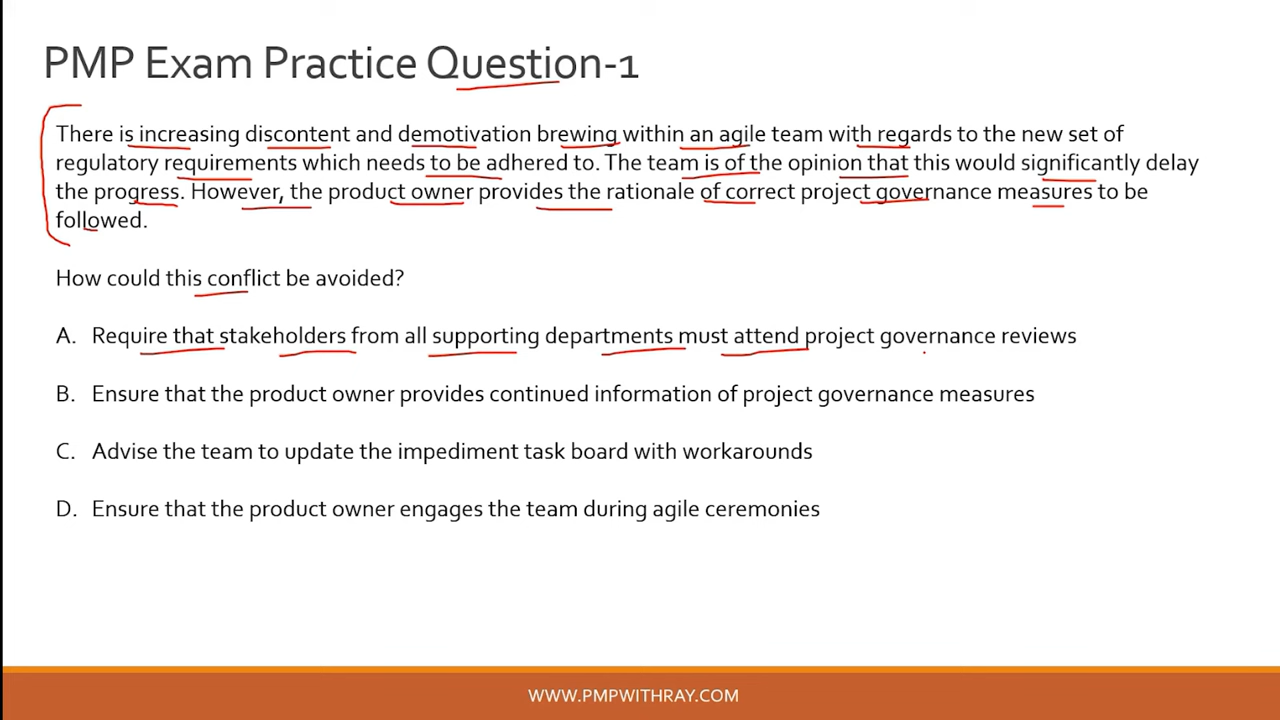 PMP Exam Practice Question-1
There is increasing discontent and demotivation brewing within an agile team with regards to the new set of
regulatory requirements which needs to be adhered to. The team is of the opinion that this would significantly delay
the progress. However, the product owner provides the rationale of correct project governance measures to be
followed.
How could this conflict be avoided?
A. Require that stakeholders from all supporting departments must attend project governance reviews
B. Ensure that the product owner provides continued information of project governance measures
C. Advise the team to update the impediment task board with workarounds
D. Ensure that the product owner engages the team during agile ceremonies
WWW.PMPWITHRAY.COM